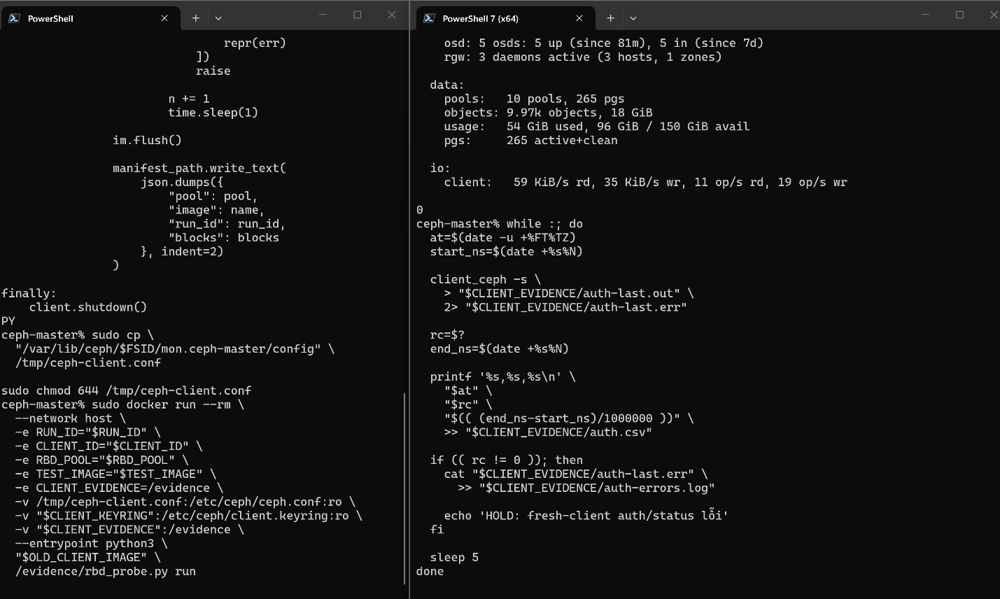 PowerShell
                                repr(err)
                            ])
                            raise
                        n += 1
                        time.sleep(1)
                im.flush()
                manifest_path.write_text(
                    json.dumps({
                        "pool": pool,
                        "image": name,
                        "run_id": run_id,
                        "blocks": blocks
                    }, indent=2)
                )
finally:
    client.shutdown()
PY
ceph-master% sudo cp \
  "/var/lib/ceph/$FSID/mon.ceph-master/config" \
  /tmp/ceph-client.conf
sudo chmod 644 /tmp/ceph-client.conf
ceph-master% sudo docker run --rm \
  --network host \
  -e RUN_ID="$RUN_ID" \
  -e CLIENT_ID="$CLIENT_ID" \
  -e RBD_POOL="$RBD_POOL" \
  -e TEST_IMAGE="$TEST_IMAGE" \
  -e CLIENT_EVIDENCE=/evidence \
  -v /tmp/ceph-client.conf:/etc/ceph/ceph.conf:ro \
  -v "$CLIENT_KEYRING":/etc/ceph/client.keyring:ro \
  -v "$CLIENT_EVIDENCE":/evidence \
  --entrypoint python3 \
  "$OLD_CLIENT_IMAGE" \
  /evidence/rbd_probe.py run
PowerShell 7 (x64)
    osd: 5 osds: 5 up (since 81m), 5 in (since 7d)
    rgw: 3 daemons active (3 hosts, 1 zones)
  data:
    pools:   10 pools, 265 pgs
    objects: 9.97k objects, 18 GiB
    usage:   54 GiB used, 96 GiB / 150 GiB avail
    pgs:     265 active+clean
  io:
    client:   59 KiB/s rd, 35 KiB/s wr, 11 op/s rd, 19 op/s wr
0
ceph-master% while :; do
  at=$(date -u +%FT%TZ)
  start_ns=$(date +%s%N)
  client_ceph -s \
    > "$CLIENT_EVIDENCE/auth-last.out" \
    2> "$CLIENT_EVIDENCE/auth-last.err"
  rc=$?
  end_ns=$(date +%s%N)
  printf '%s,%s,%s\n' \
    "$at" \
    "$rc" \
    "$(( (end_ns-start_ns)/1000000 ))" \
    >> "$CLIENT_EVIDENCE/auth.csv"
  if (( rc != 0 )); then
    cat "$CLIENT_EVIDENCE/auth-last.err" \
      >> "$CLIENT_EVIDENCE/auth-errors.log"
    echo 'HOLD: fresh-client auth/status lỗi'
  fi
  sleep 5
done